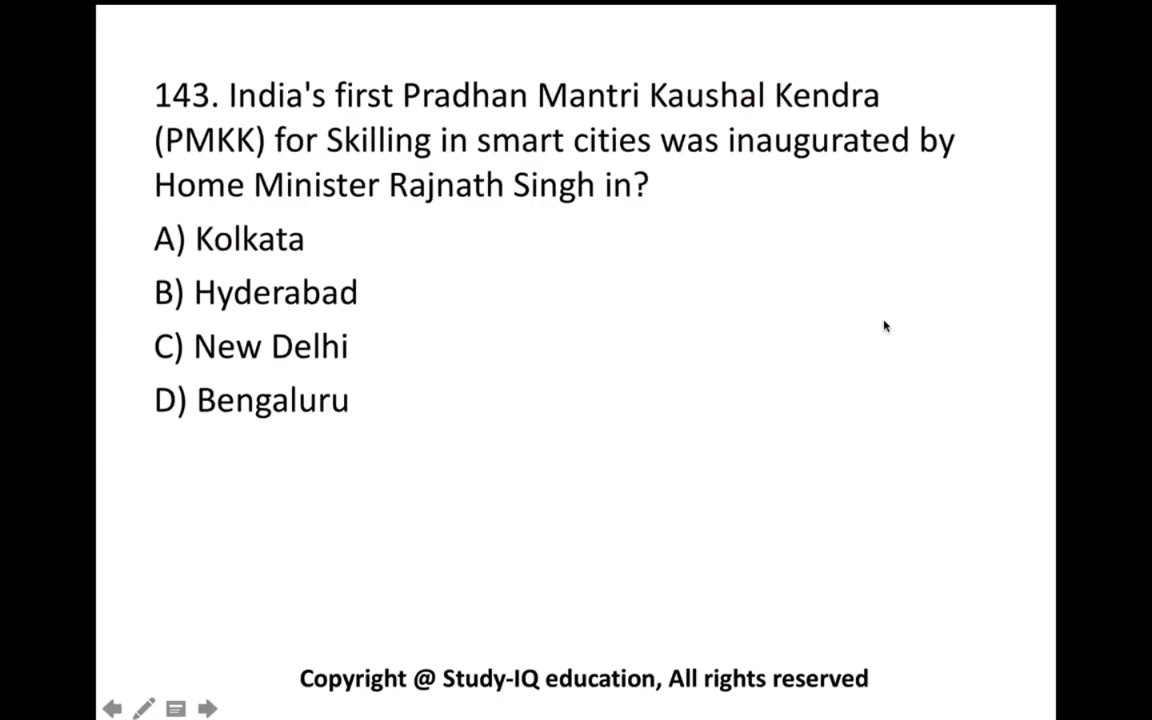 143. India's first Pradhan Mantri Kaushal Kendra
(PMKK) for Skilling in smart cities was inaugurated by
Home Minister Rajnath Singh in?
A) Kolkata
B) Hyderabad
C) New Delhi
D) Bengaluru
Copyright @ Study-IQ education, All rights reserved